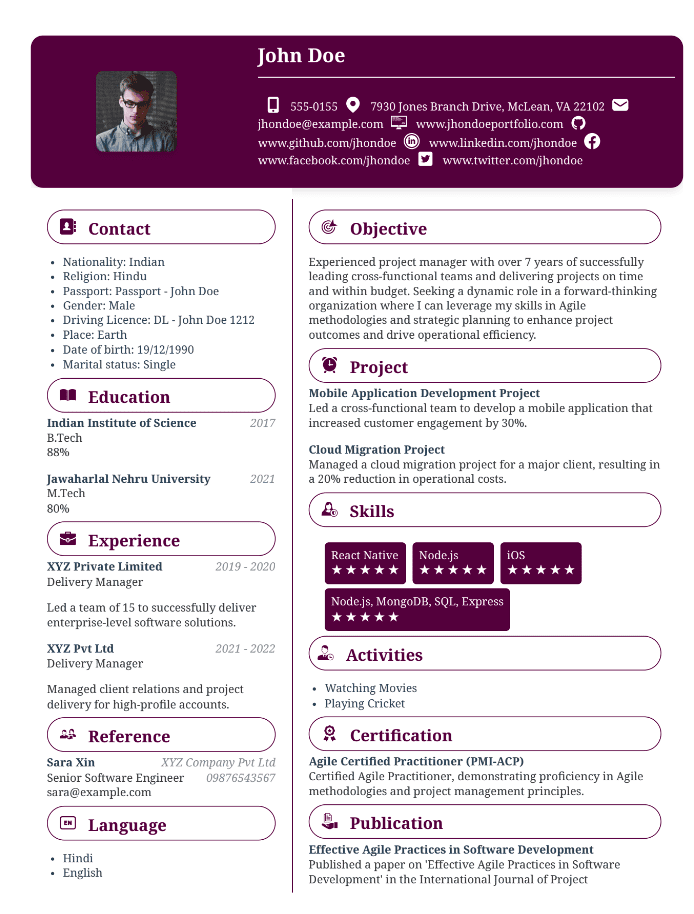 John Doe
555-0155 7930 Jones Branch Drive, McLean, VA 22102
jhondoe@example.com www.jhondoeportfolio.com
www.github.com/jhondoe www.linkedin.com/jhondoe
www.facebook.com/jhondoe www.twitter.com/jhondoe
Contact
Nationality: Indian
Religion: Hindu
Passport: Passport - John Doe
Gender: Male
Driving Licence: DL - John Doe 1212
Place: Earth
Date of birth: 19/12/1990
Marital status: Single
Education
Indian Institute of Science 2017
B.Tech
88%
Jawaharlal Nehru University 2021
M.Tech
80%
Experience
XYZ Private Limited 2019 - 2020
Delivery Manager
Led a team of 15 to successfully deliver
enterprise-level software solutions.
XYZ Pvt Ltd 2021 - 2022
Delivery Manager
Managed client relations and project
delivery for high-profile accounts.
Reference
Sara Xin XYZ Company Pvt Ltd
Senior Software Engineer 09876543567
sara@example.com
EN Language
Hindi
English
Objective
Experienced project manager with over 7 years of successfully
leading cross-functional teams and delivering projects on time
and within budget. Seeking a dynamic role in a forward-thinking
organization where I can leverage my skills in Agile
methodologies and strategic planning to enhance project
outcomes and drive operational efficiency.
Project
Mobile Application Development Project
Led a cross-functional team to develop a mobile application that
increased customer engagement by 30%.
Cloud Migration Project
Managed a cloud migration project for a major client, resulting in
a 20% reduction in operational costs.
Skills
React Native Node.js iOS
★★★★★ ★★★★★ ★★★★★
Node.js, MongoDB, SQL, Express
★★★★★
Activities
Watching Movies
Playing Cricket
Certification
Agile Certified Practitioner (PMI-ACP)
Certified Agile Practitioner, demonstrating proficiency in Agile
methodologies and project management principles.
Publication
Effective Agile Practices in Software Development
Published a paper on 'Effective Agile Practices in Software
Development' in the International Journal of Project